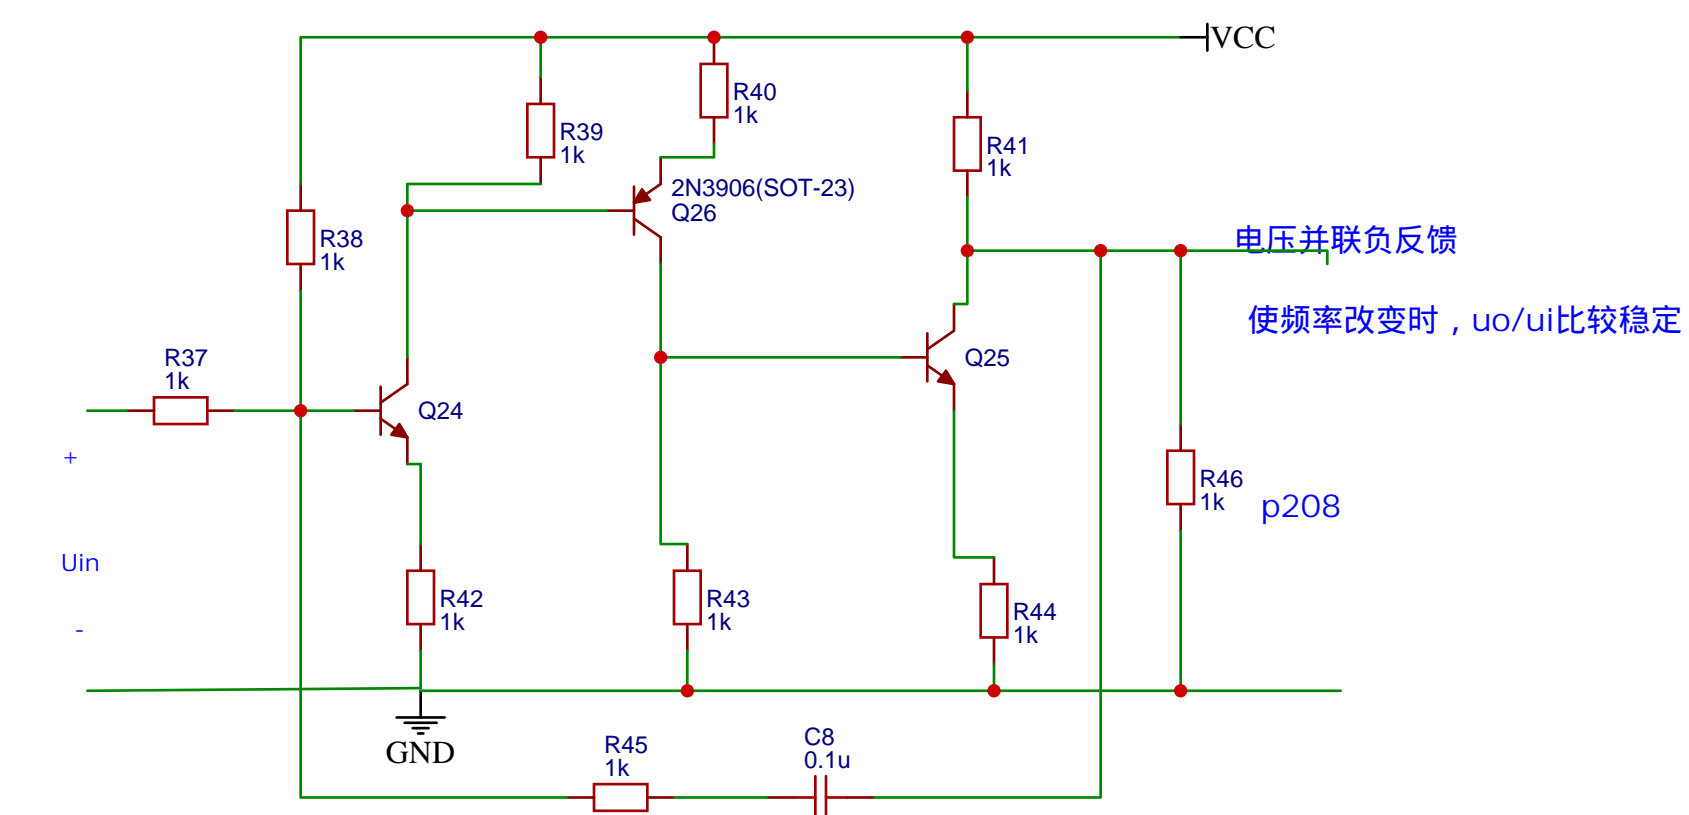 VCC
R40
1k
R39
1k
R41
1k
2N3906(SOT-23)
Q26
R38
1k
电压并联负反馈
使频率改变时，uo/ui比较稳定
R37
1k
Q25
Q24
+
R46
1k
p208
Uin
R42
1k
R43
1k
R44
1k
-
GND
R45
1k
C8
0.1u